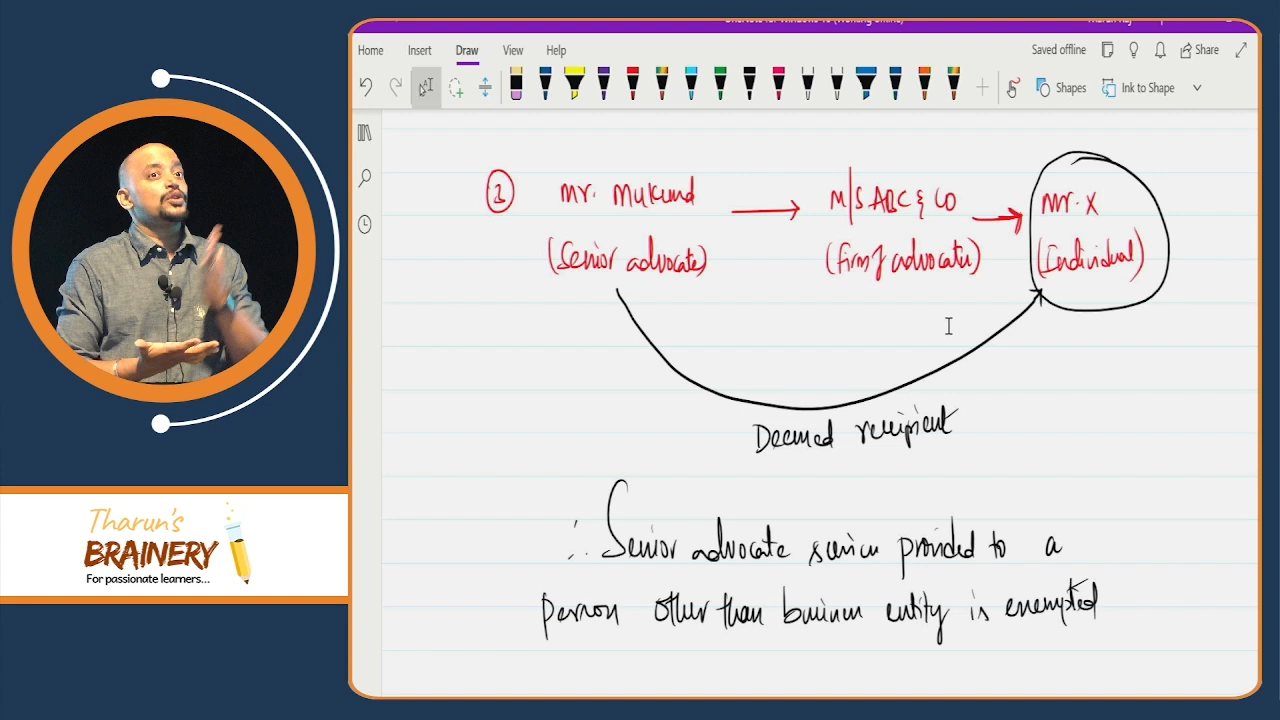 Home Insert Draw View Help
Saved offline Share
Shapes Ink to Shape
② Mr. Mukund → M/S ABC & CO → Mr. X
(Senior advocate) (Firm of advocates) (Individual)
Deemed recipient
∴ Senior advocate service provided to a
person other than business entity is exempted
Tharun's
BRAINERY
For passionate learners...